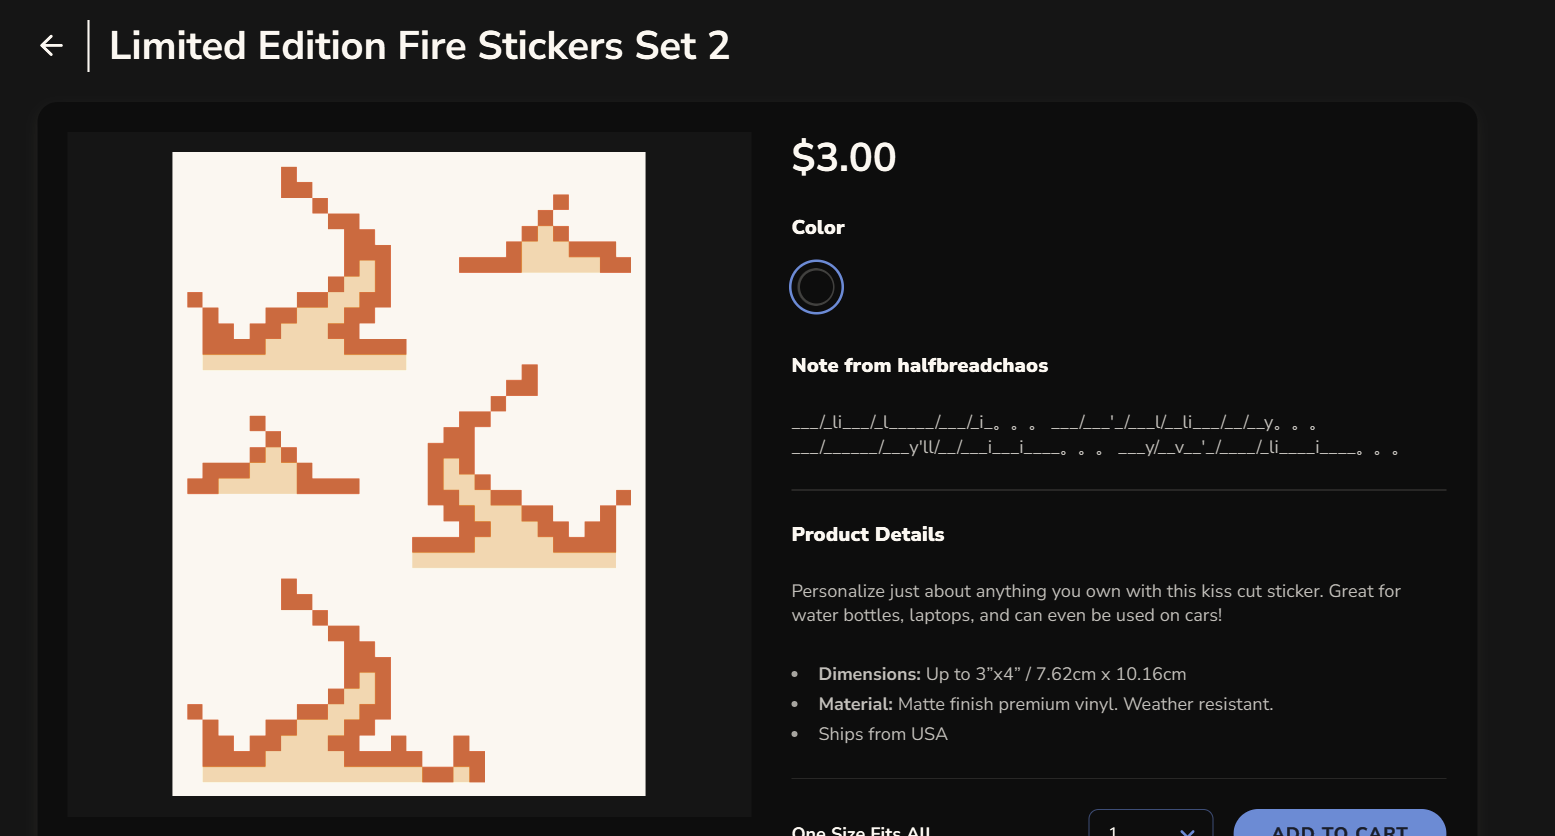 Limited Edition Fire Stickers Set 2
$3.00
Color
Note from halfbreadchaos
___/_li___/_l_____/___/_i_。。。 ___/___'_/___l/__li___/__/__y。。。
___/______/___y'll/__/___i___i____。。。 ___y/__v__'_/____/_li____i____。。。
Product Details
Personalize just about anything you own with this kiss cut sticker. Great for
water bottles, laptops, and can even be used on cars!
Dimensions: Up to 3”x4” / 7.62cm x 10.16cm
Material: Matte finish premium vinyl. Weather resistant.
Ships from USA
One Size Fits All 1 ADD TO CART